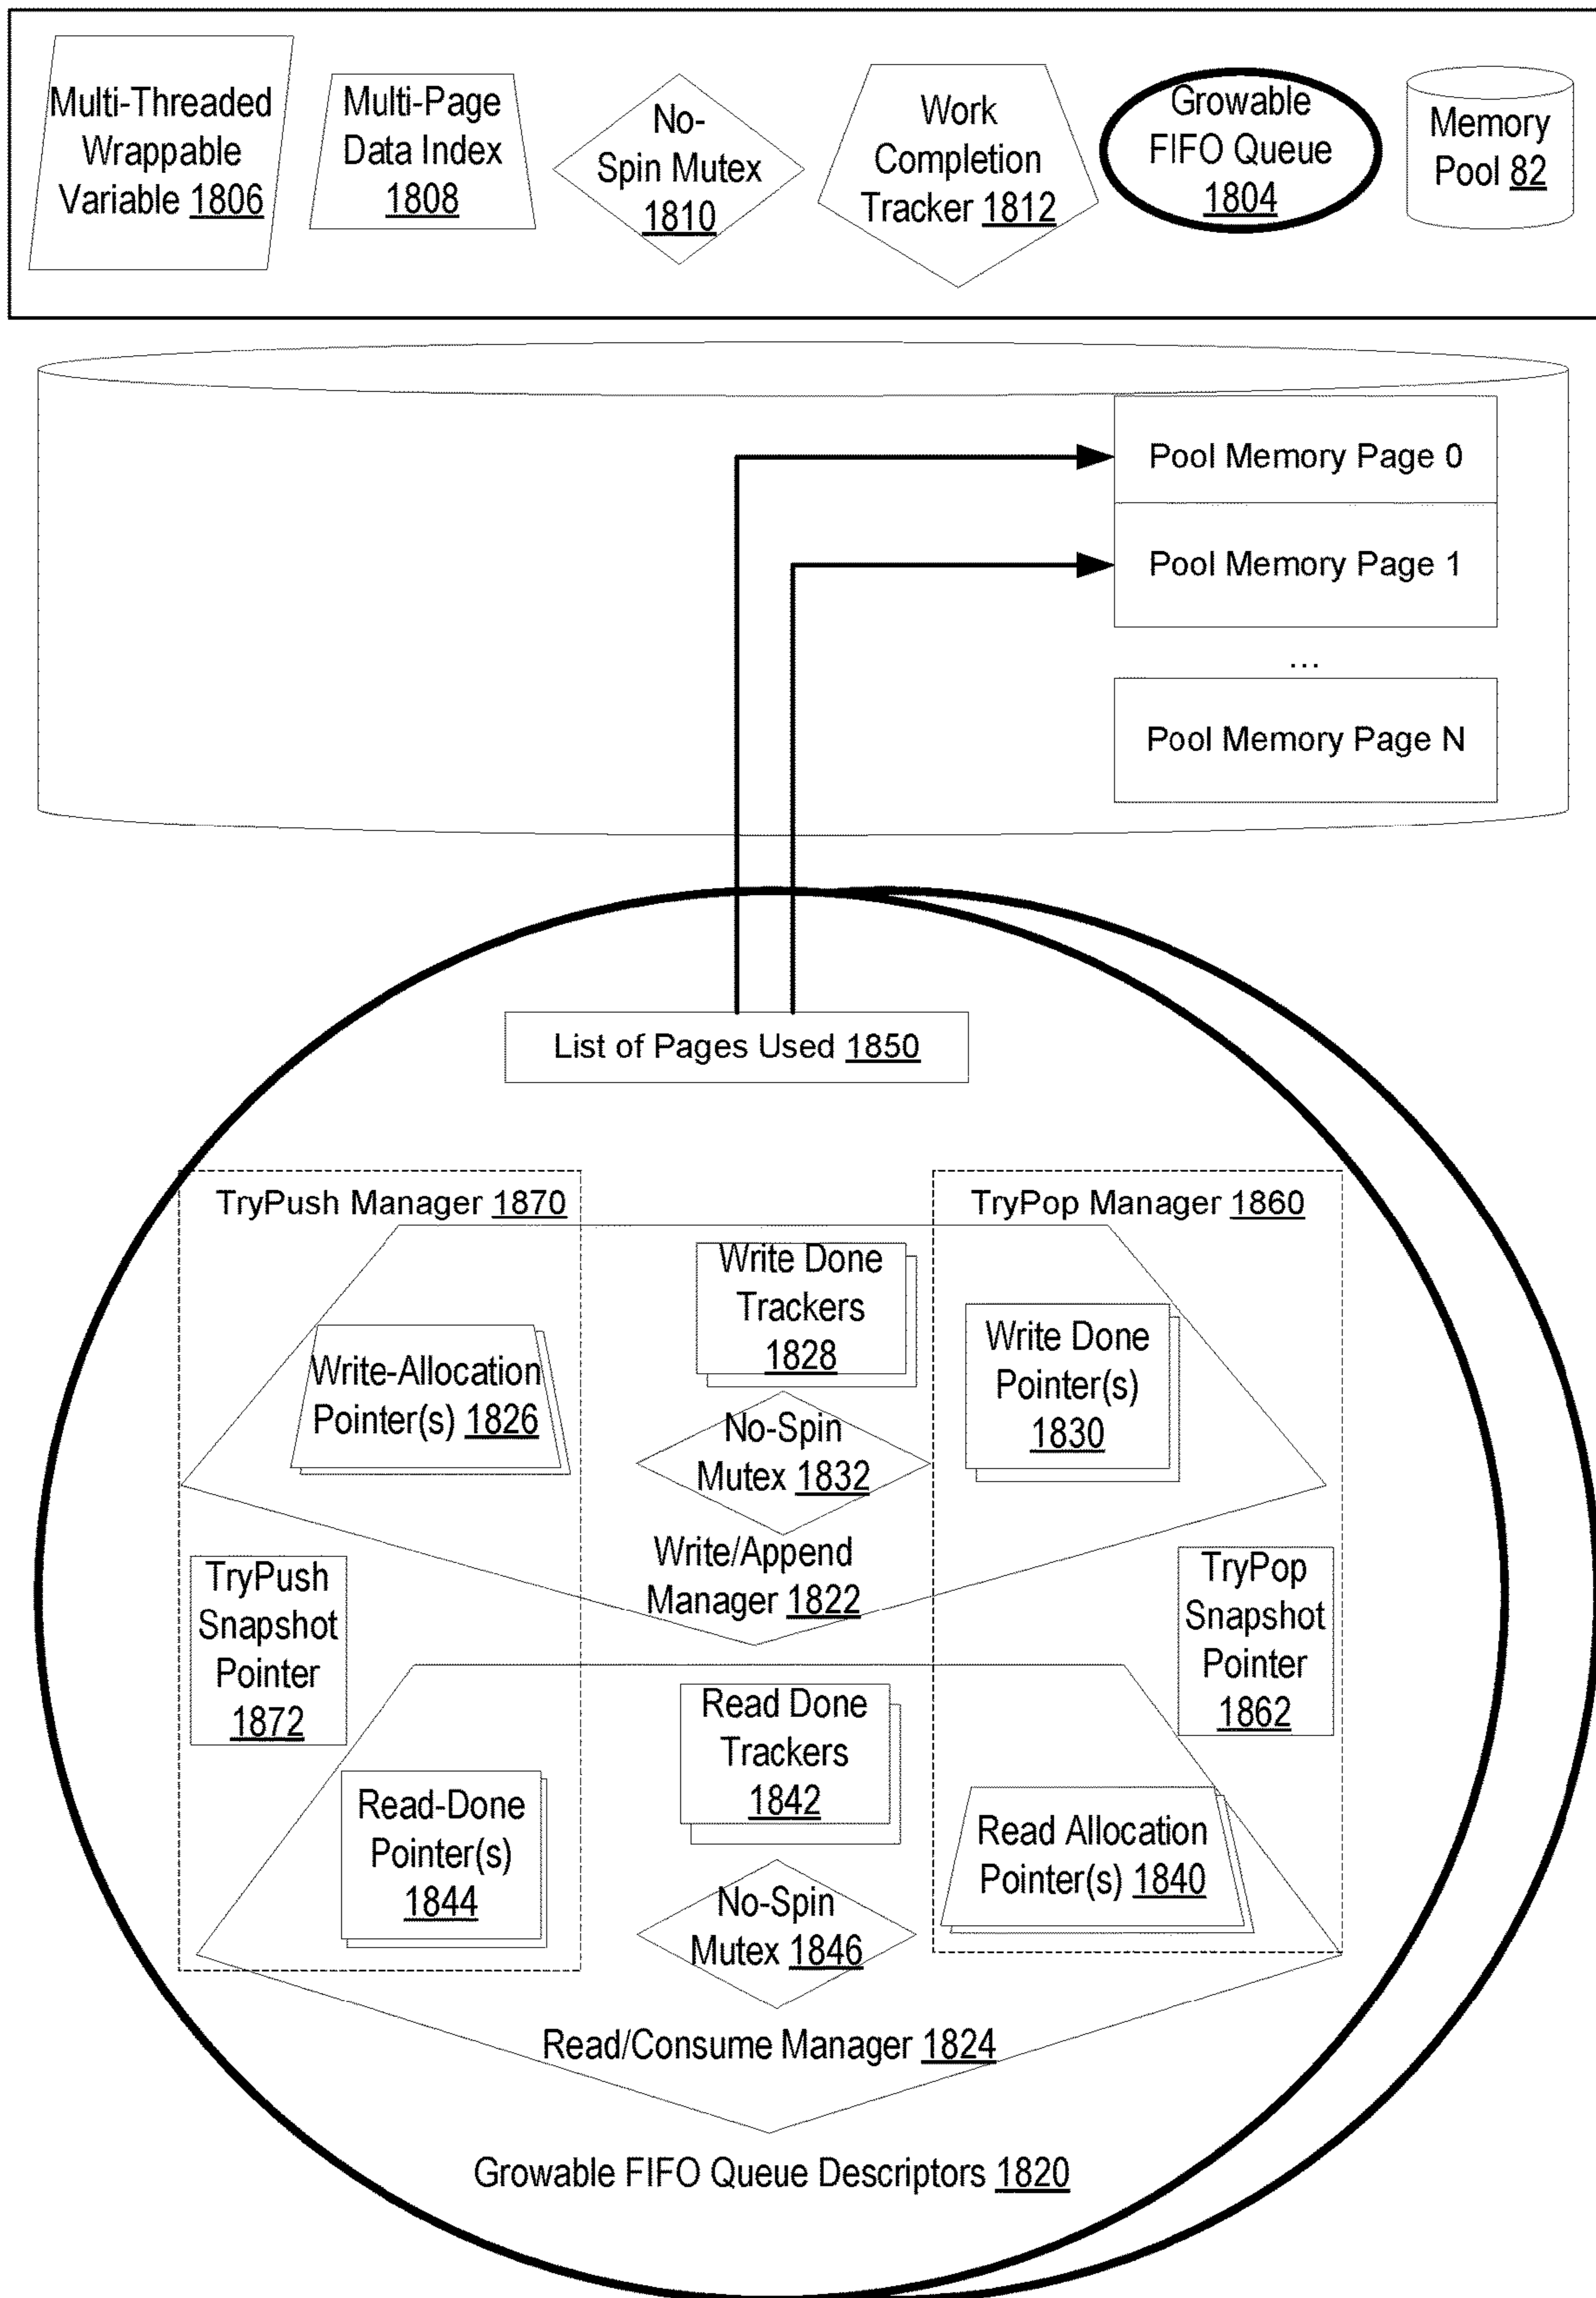 Multi-Threaded
Wrappable
Variable 1806
Multi-Page
Data Index
1808
No-
Spin Mutex
1810
Work
Completion
Tracker 1812
Growable
FIFO Queue
1804
Memory
Pool 82
Pool Memory Page 0
Pool Memory Page 1
...
Pool Memory Page N
List of Pages Used 1850
TryPush Manager 1870
TryPop Manager 1860
Write Done
Trackers
1828
Write-Allocation
Pointer(s) 1826
Write Done
Pointer(s)
1830
No-Spin
Mutex 1832
Write/Append
Manager 1822
TryPush
Snapshot
Pointer
1872
TryPop
Snapshot
Pointer
1862
Read Done
Trackers
1842
Read-Done
Pointer(s)
1844
Read Allocation
Pointer(s) 1840
No-Spin
Mutex 1846
Read/Consume Manager 1824
Growable FIFO Queue Descriptors 1820